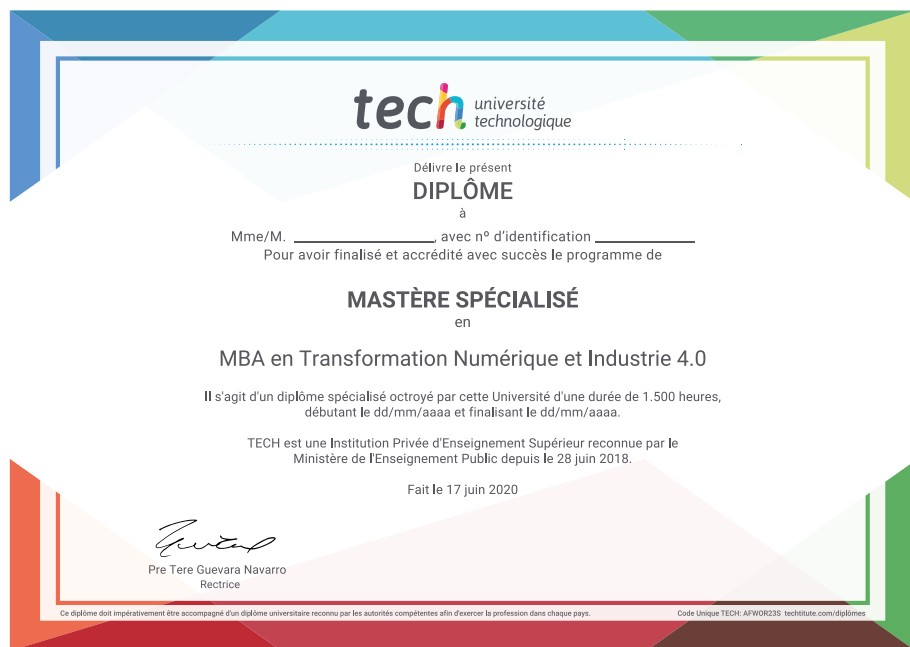 tech université
technologique
Délivre le présent
DIPLÔME
à
Mme/M. ____________________, avec nº d'identification ______________
Pour avoir finalisé et accrédité avec succès le programme de
MASTÈRE SPÉCIALISÉ
en
MBA en Transformation Numérique et Industrie 4.0
Il s'agit d'un diplôme spécialisé octroyé par cette Université d'une durée de 1.500 heures,
débutant le dd/mm/aaaa et finalisant le dd/mm/aaaa.
TECH est une Institution Privée d'Enseignement Supérieur reconnue par le
Ministère de l'Enseignement Public depuis le 28 juin 2018.
Fait le 17 juin 2020
Pre Tere Guevara Navarro
Rectrice
Ce diplôme doit impérativement être accompagné d'un diplôme universitaire reconnu par les autorités compétentes afin d'exercer la profession dans chaque pays. Code Unique TECH: AFWOR23S techtitute.com/diplômes